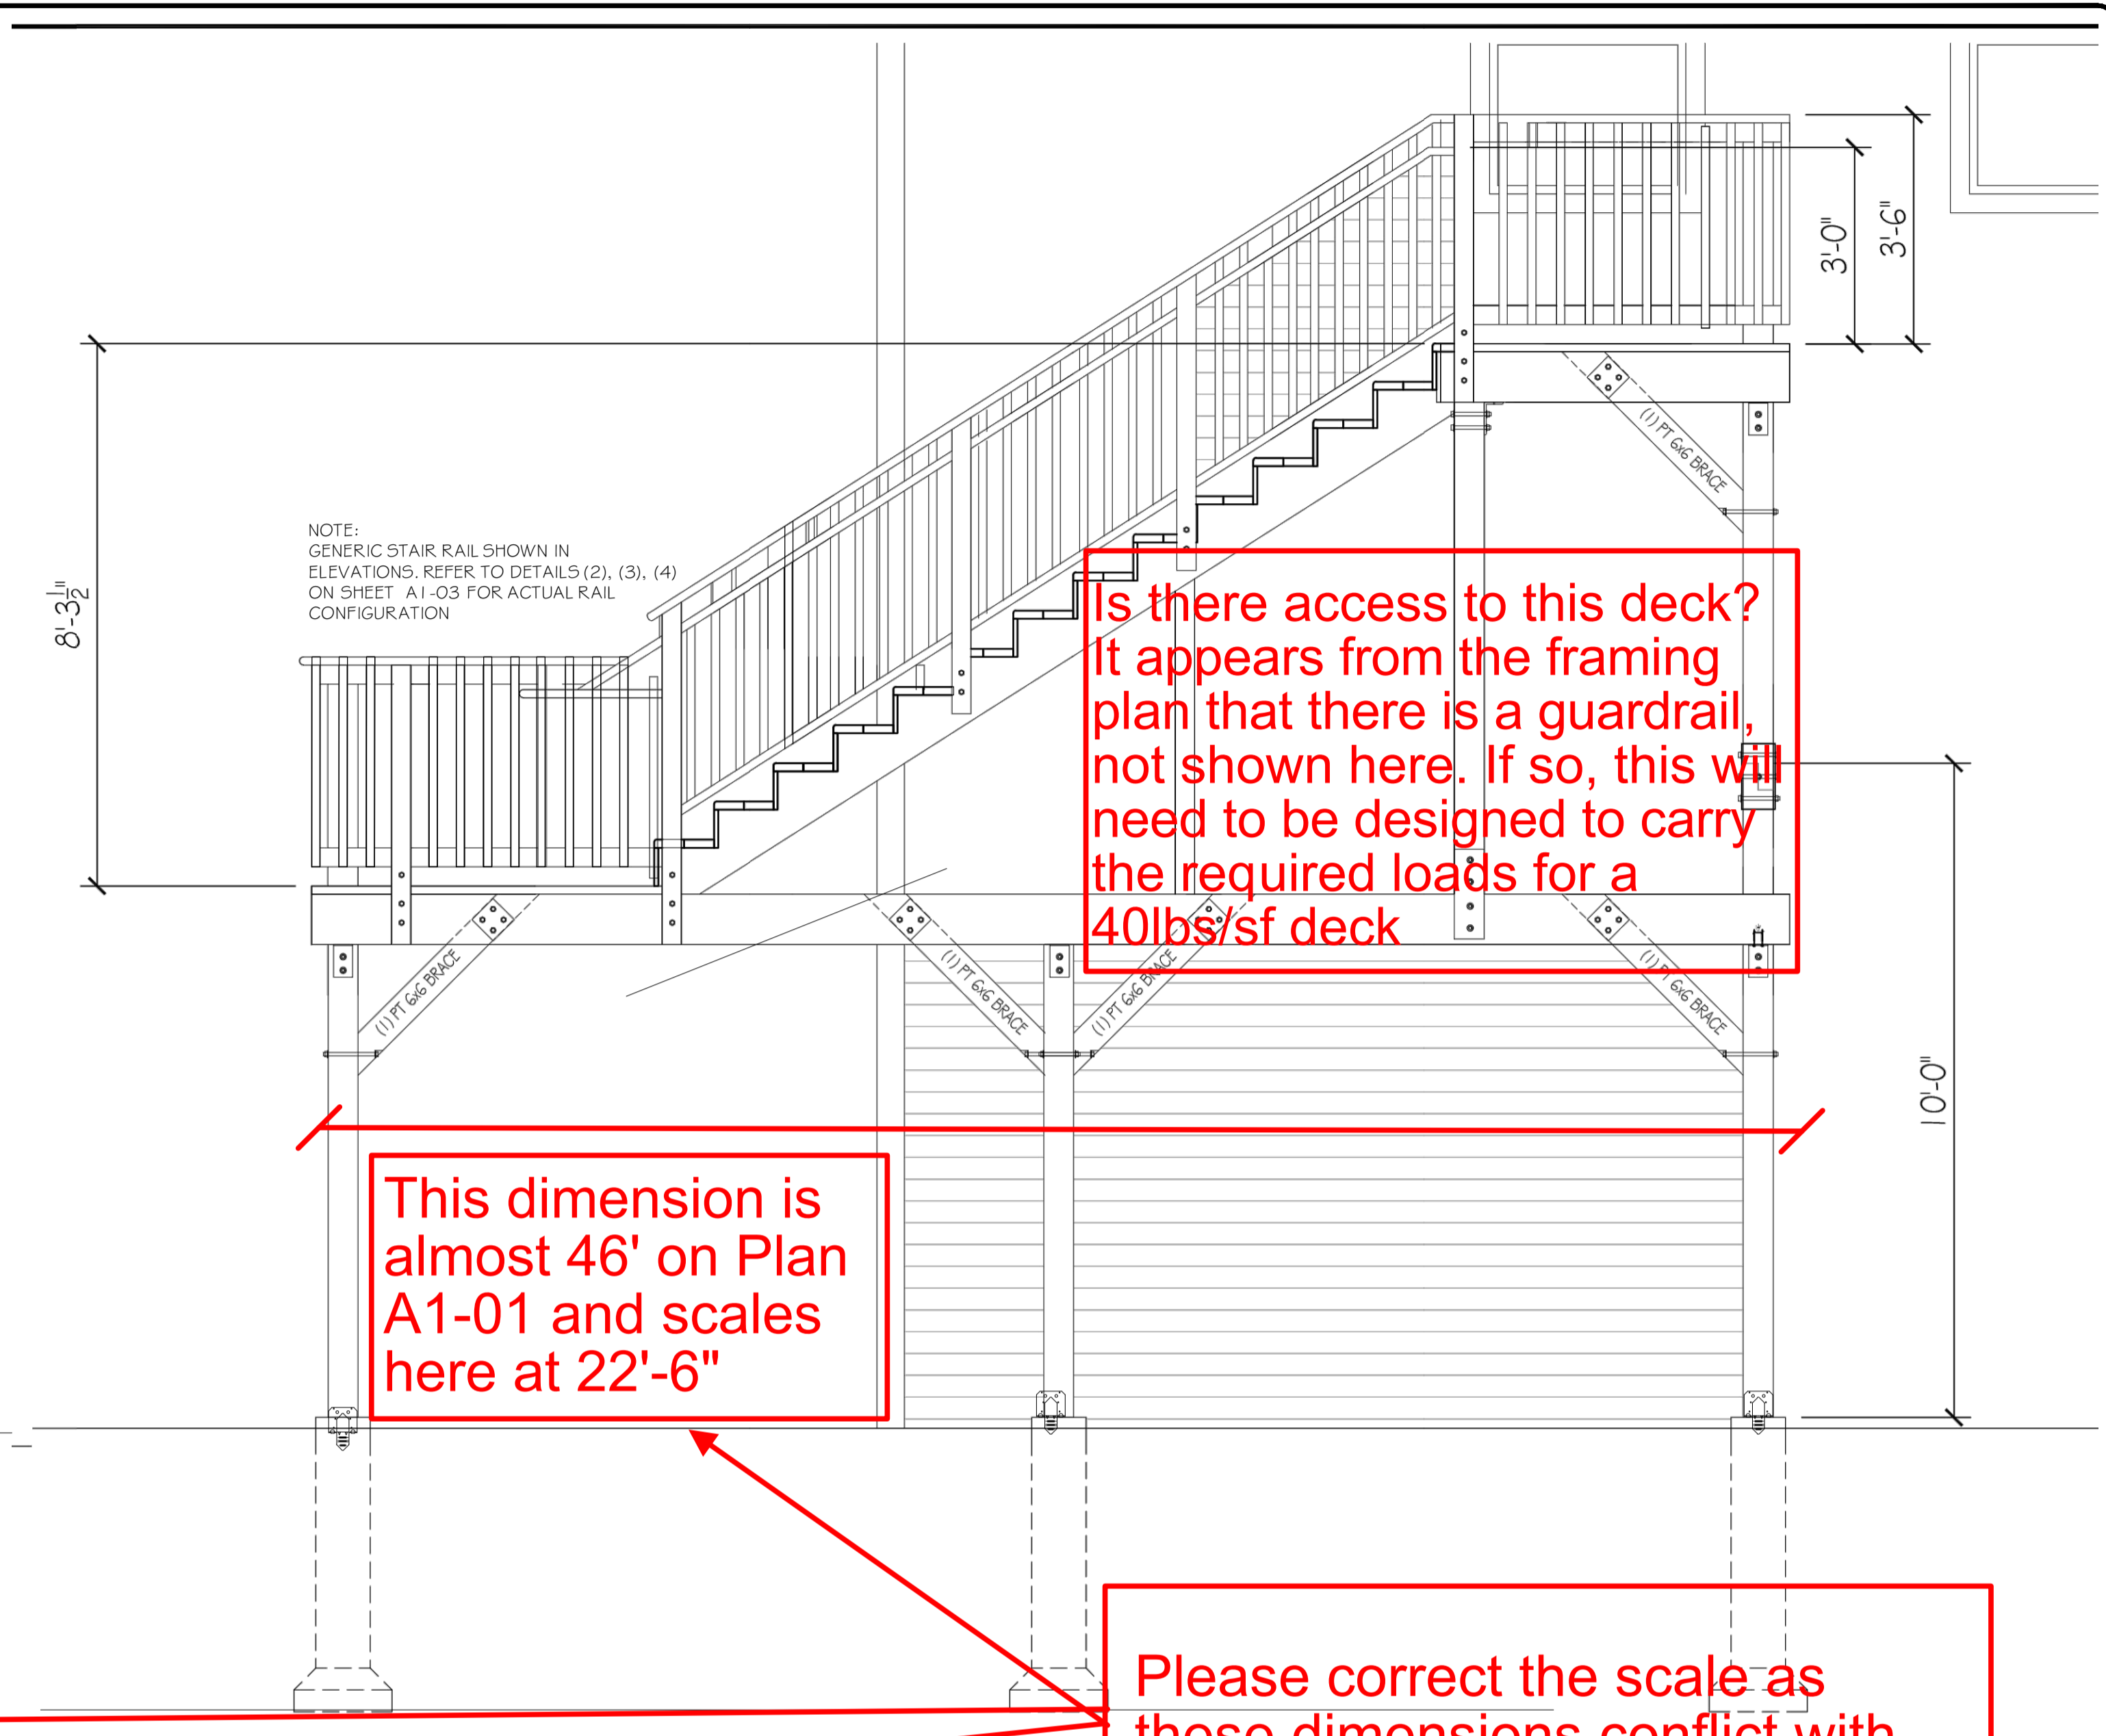 3'-0"
3'-6"
NOTE:
GENERIC STAIR RAIL SHOWN IN
ELEVATIONS. REFER TO DETAILS (2), (3), (4)
ON SHEET A1-03 FOR ACTUAL RAIL
CONFIGURATION
8'-3 1/2"
(1) PT 6x6 BRACE
Is there access to this deck?
It appears from the framing
plan that there is a guardrail,
not shown here. If so, this will
need to be designed to carry
the required loads for a
40lbs/sf deck
(1) PT 6x6 BRACE
(1) PT 6x6 BRACE
(1) PT 6x6 BRACE
(1) PT 6x6 BRACE
10'-0"
This dimension is
almost 46' on Plan
A1-01 and scales
here at 22'-6"
Please correct the scale as
these dimensions conflict with